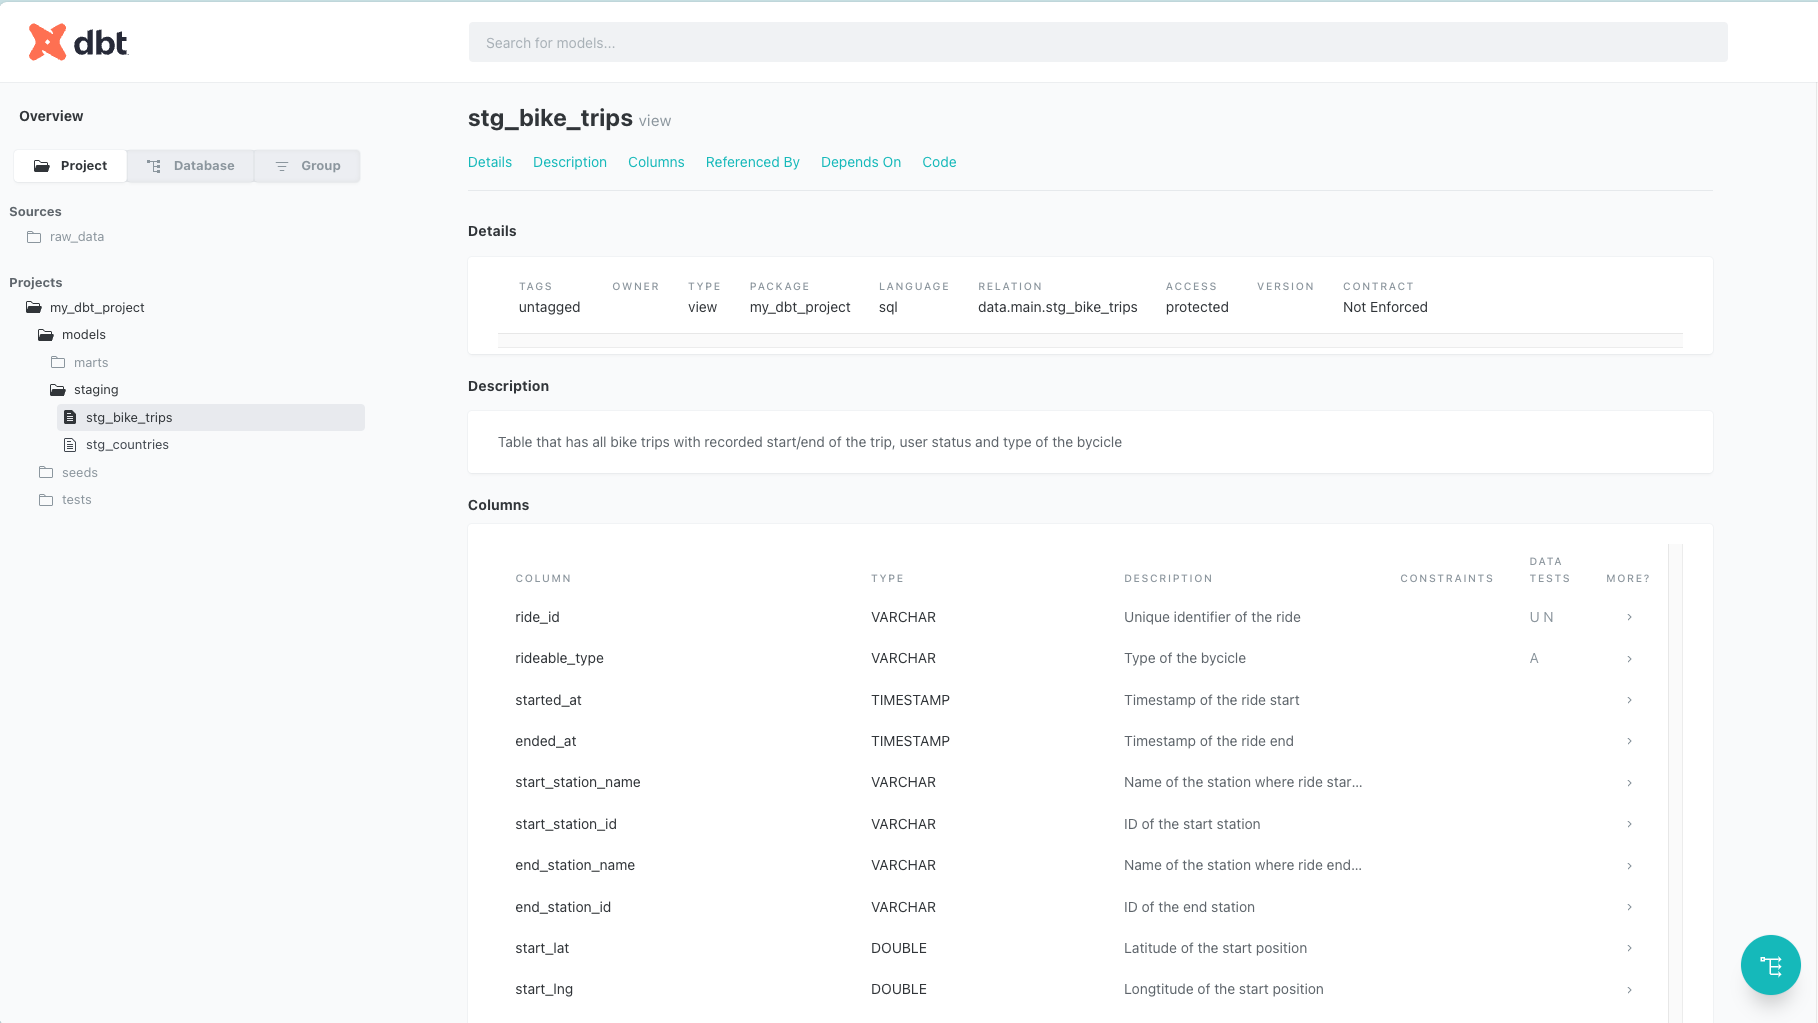 dbt
Search for models...
Overview
Project Database Group
Sources
raw_data
Projects
my_dbt_project
models
marts
staging
stg_bike_trips
stg_countries
seeds
tests
stg_bike_trips view
Details Description Columns Referenced By Depends On Code
Details
TAGS OWNER TYPE PACKAGE LANGUAGE RELATION ACCESS VERSION CONTRACT
untagged view my_dbt_project sql data.main.stg_bike_trips protected Not Enforced
Description
Table that has all bike trips with recorded start/end of the trip, user status and type of the bycicle
Columns
COLUMN TYPE DESCRIPTION CONSTRAINTS DATA TESTS MORE?
ride_id VARCHAR Unique identifier of the ride U N
rideable_type VARCHAR Type of the bycicle A
started_at TIMESTAMP Timestamp of the ride start
ended_at TIMESTAMP Timestamp of the ride end
start_station_name VARCHAR Name of the station where ride star...
start_station_id VARCHAR ID of the start station
end_station_name VARCHAR Name of the station where ride end...
end_station_id VARCHAR ID of the end station
start_lat DOUBLE Latitude of the start position
start_lng DOUBLE Longtitude of the start position